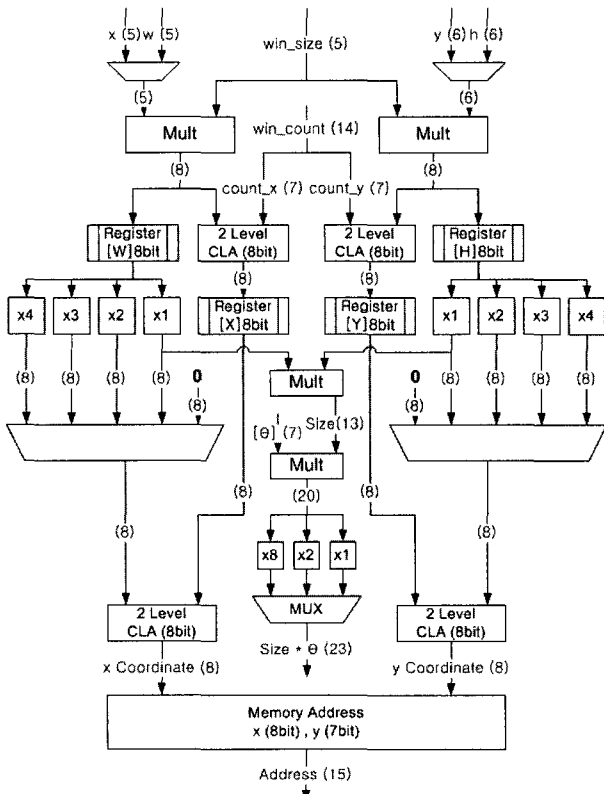 x (5) w (5)
win_size (5)
y (6) h (6)
(5)
(6)
Mult
Mult
win_count (14)
(8)
(8)
count_x (7) count_y (7)
Register
[W]8bit
2 Level
CLA (8bit)
2 Level
CLA (8bit)
Register
[H]8bit
(8)
(8)
x4
x3
x2
x1
Register
[X]8bit
Register
[Y]8bit
x1
x2
x3
x4
(8)
(8)
(8)
(8)
0
(8)
Mult
0
(8)
(8)
(8)
(8)
(8)
[Θ] (7)
Size(13)
Mult
(8)
(8)
(20)
(8)
(8)
x8
x2
x1
MUX
2 Level
CLA (8bit)
2 Level
CLA (8bit)
Size * Θ (23)
x Coordinate (8)
y Coordinate (8)
Memory Address
x (8bit) , y (7bit)
Address (15)